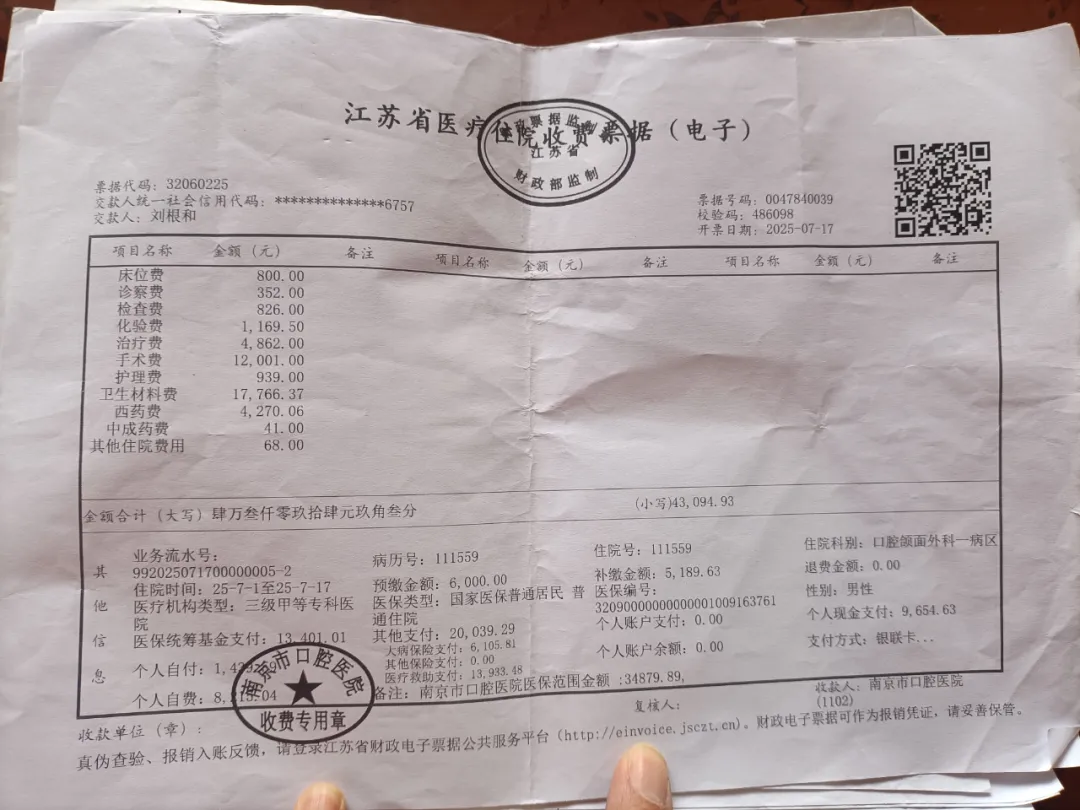 江苏省医疗住院收费票据（电子）
票据监制
江苏省
财政部监制
票据代码：32060225
交款人统一社会信用代码：**************6757
交款人：刘根和
票据号码：0047840039
校验码：486098
开票日期：2025-07-17
项目名称 金额（元） 备注 项目名称 金额（元） 备注 项目名称 金额（元） 备注
床位费 800.00
诊察费 352.00
检查费 826.00
化验费 1,169.50
治疗费 4,862.00
手术费 12,001.00
护理费 939.00
卫生材料费 17,766.37
西药费 4,270.06
中成药费 41.00
其他住院费用 68.00
金额合计（大写）肆万叁仟零玖拾肆元玖角叁分 (小写)43,094.93
其他信息
业务流水号：
992025071700000005-2
住院时间：25-7-1至25-7-17
医疗机构类型：三级甲等专科医
院
医保统筹基金支付：13,401.01
个人自付：1,4
个人自费：8,
病历号：111559
预缴金额：6,000.00
医保类型：国家医保普通居民 普
通住院
其他支付：20,039.29
大病保险支付：6,105.81
其他保险支付：0.00
医疗救助支付：13,933.48
备注：南京市口腔医院医保范围金额 :34879.89,
住院号：111559
补缴金额：5,189.63
医保编号：
32090000000000001009163761
个人账户支付：0.00
个人账户余额：0.00
住院科别：口腔颌面外科一病区
退费金额：0.00
性别：男性
个人现金支付：9,654.63
支付方式：银联卡...
南京市口腔医院
收费专用章
收款单位（章）：
复核人：
收款人：南京市口腔医院
(1102)
真伪查验、报销入账反馈，请登录江苏省财政电子票据公共服务平台（http://einvoice.jsczt.cn）。财政电子票据可作为报销凭证，请妥善保管。